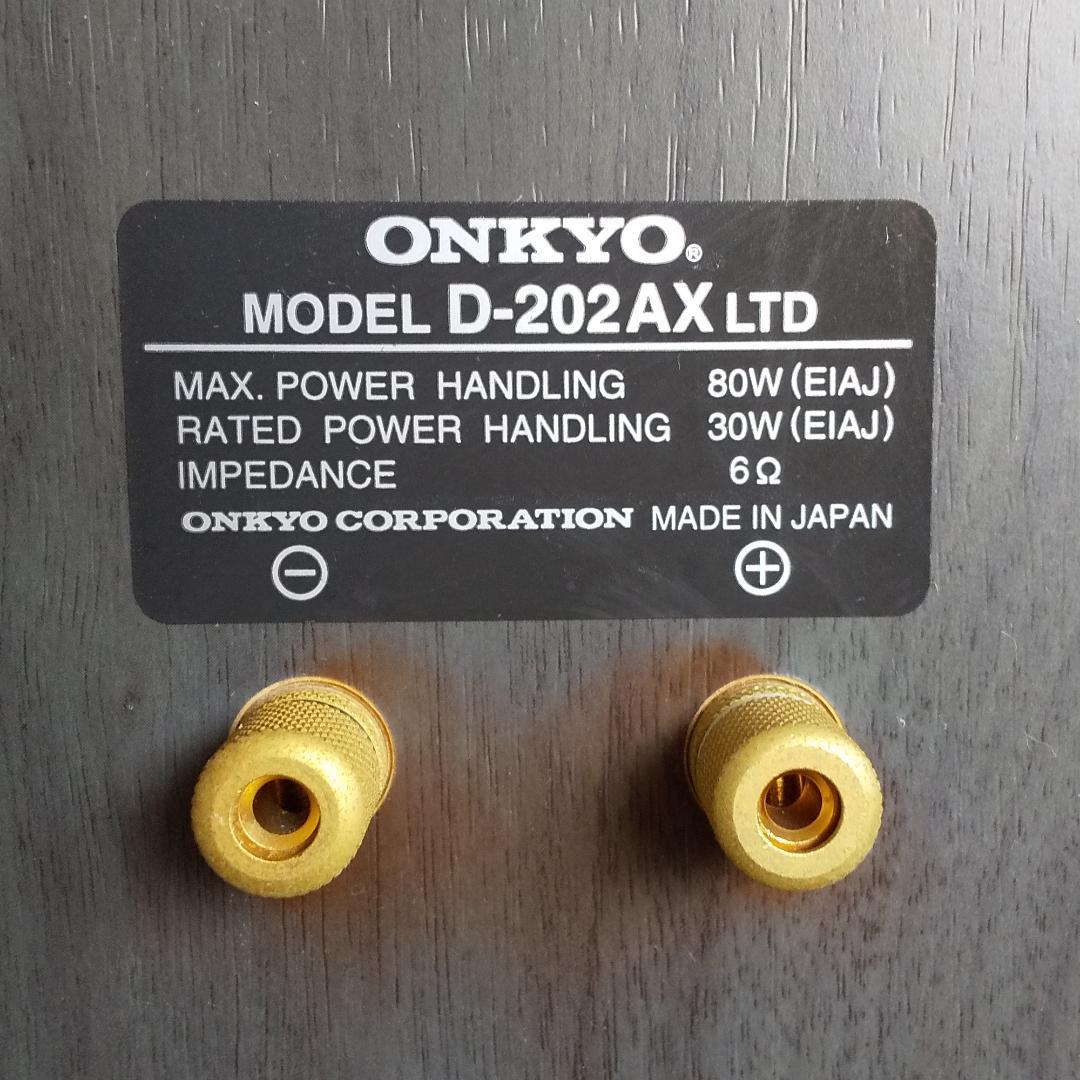 ONKYO®
MODEL D-202AX LTD
MAX. POWER HANDLING 80W (EIAJ)
RATED POWER HANDLING 30W (EIAJ)
IMPEDANCE 6Ω
ONKYO CORPORATION MADE IN JAPAN
⊖ ⊕